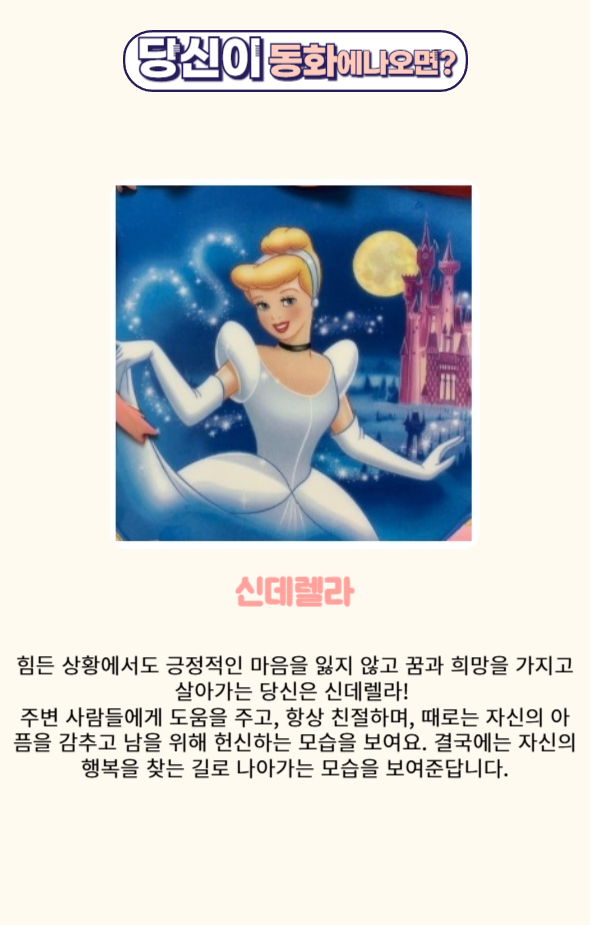 당신이 동화에나오면?
신데렐라
힘든 상황에서도 긍정적인 마음을 잃지 않고 꿈과 희망을 가지고
살아가는 당신은 신데렐라!
주변 사람들에게 도움을 주고, 항상 친절하며, 때로는 자신의 아
픔을 감추고 남을 위해 헌신하는 모습을 보여요. 결국에는 자신의
행복을 찾는 길로 나아가는 모습을 보여준답니다.